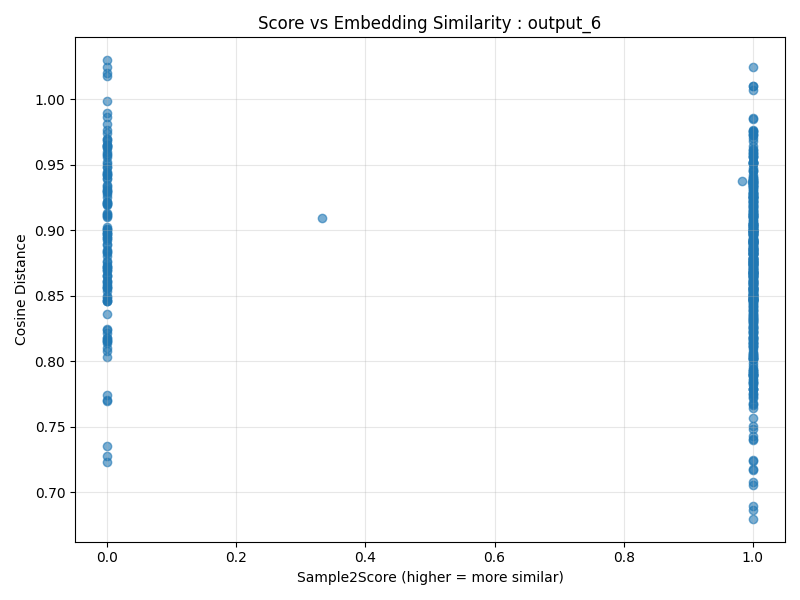 Score vs Embedding Similarity : output_6
Cosine Distance
1.00
0.95
0.90
0.85
0.80
0.75
0.70
0.0 0.2 0.4 0.6 0.8 1.0
Sample2Score (higher = more similar)